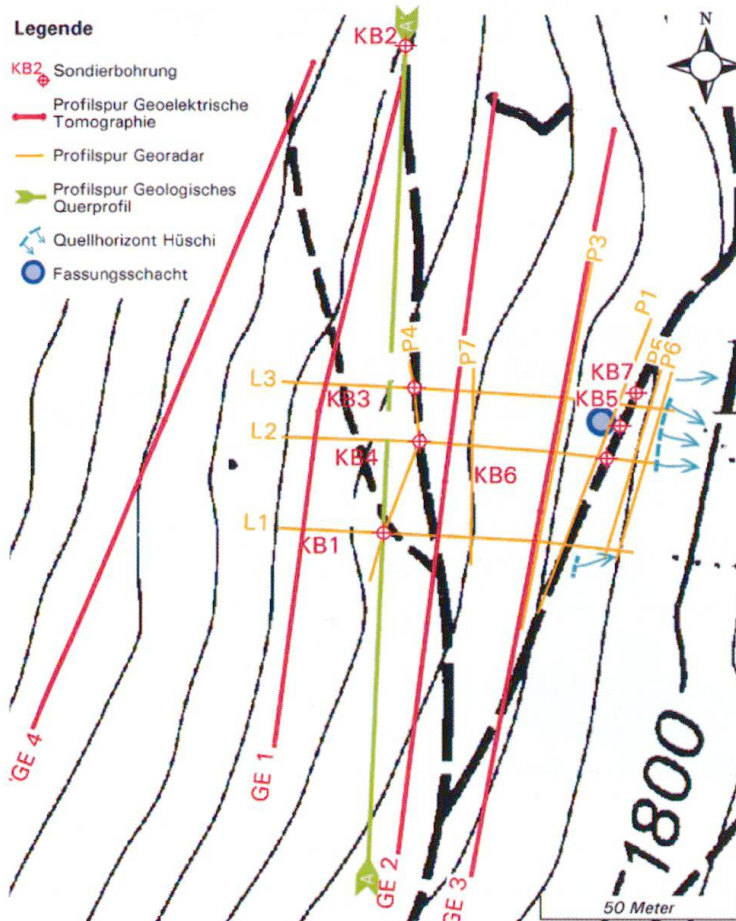 Legende
KB2 Sondierbohrung
Profilspur Geoelektrische
Tomographie
Profilspur Georadar
Profilspur Geologisches
Querprofil
Quellhorizont Hüschi
Fassungsschacht
A'
KB2
N
P3
P1
P4
P7
P5
P6
L3
KB3
KB7
KB5
L2
KB4
KB6
L1
KB1
GE 4
GE 1
A
GE 2
GE 3
1800
50 Meter